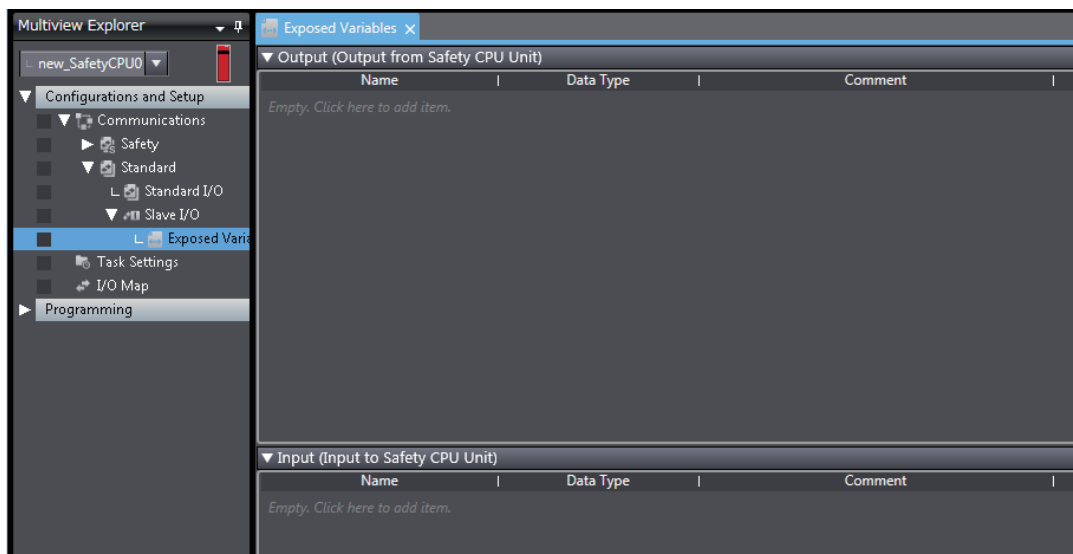 Multiview Explorer
new_SafetyCPU0
Configurations and Setup
Communications
Safety
Standard
Standard I/O
Slave I/O
Exposed Varia
Task Settings
I/O Map
Programming
Exposed Variables
Output (Output from Safety CPU Unit)
Name | Data Type | Comment |
Empty. Click here to add item.
Input (Input to Safety CPU Unit)
Name | Data Type | Comment |
Empty. Click here to add item.